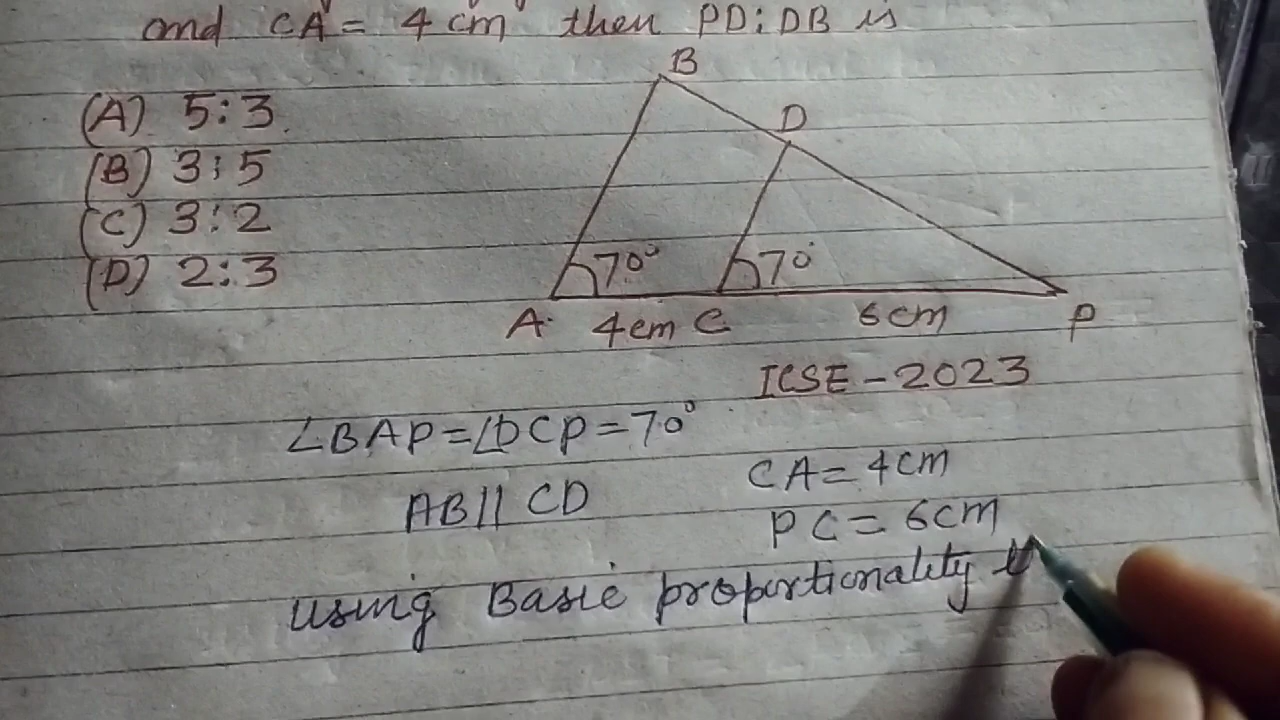 and CA = 4 cm then PD:DB is
(A) 5:3
(B) 3:5
(C) 3:2
(D) 2:3
B
D
70°
70°
A
4cm
C
6cm
P
ICSE-2023
∠BAP=∠DCP=70°
CA=4cm
AB||CD
PC=6cm
using Basic proportionality